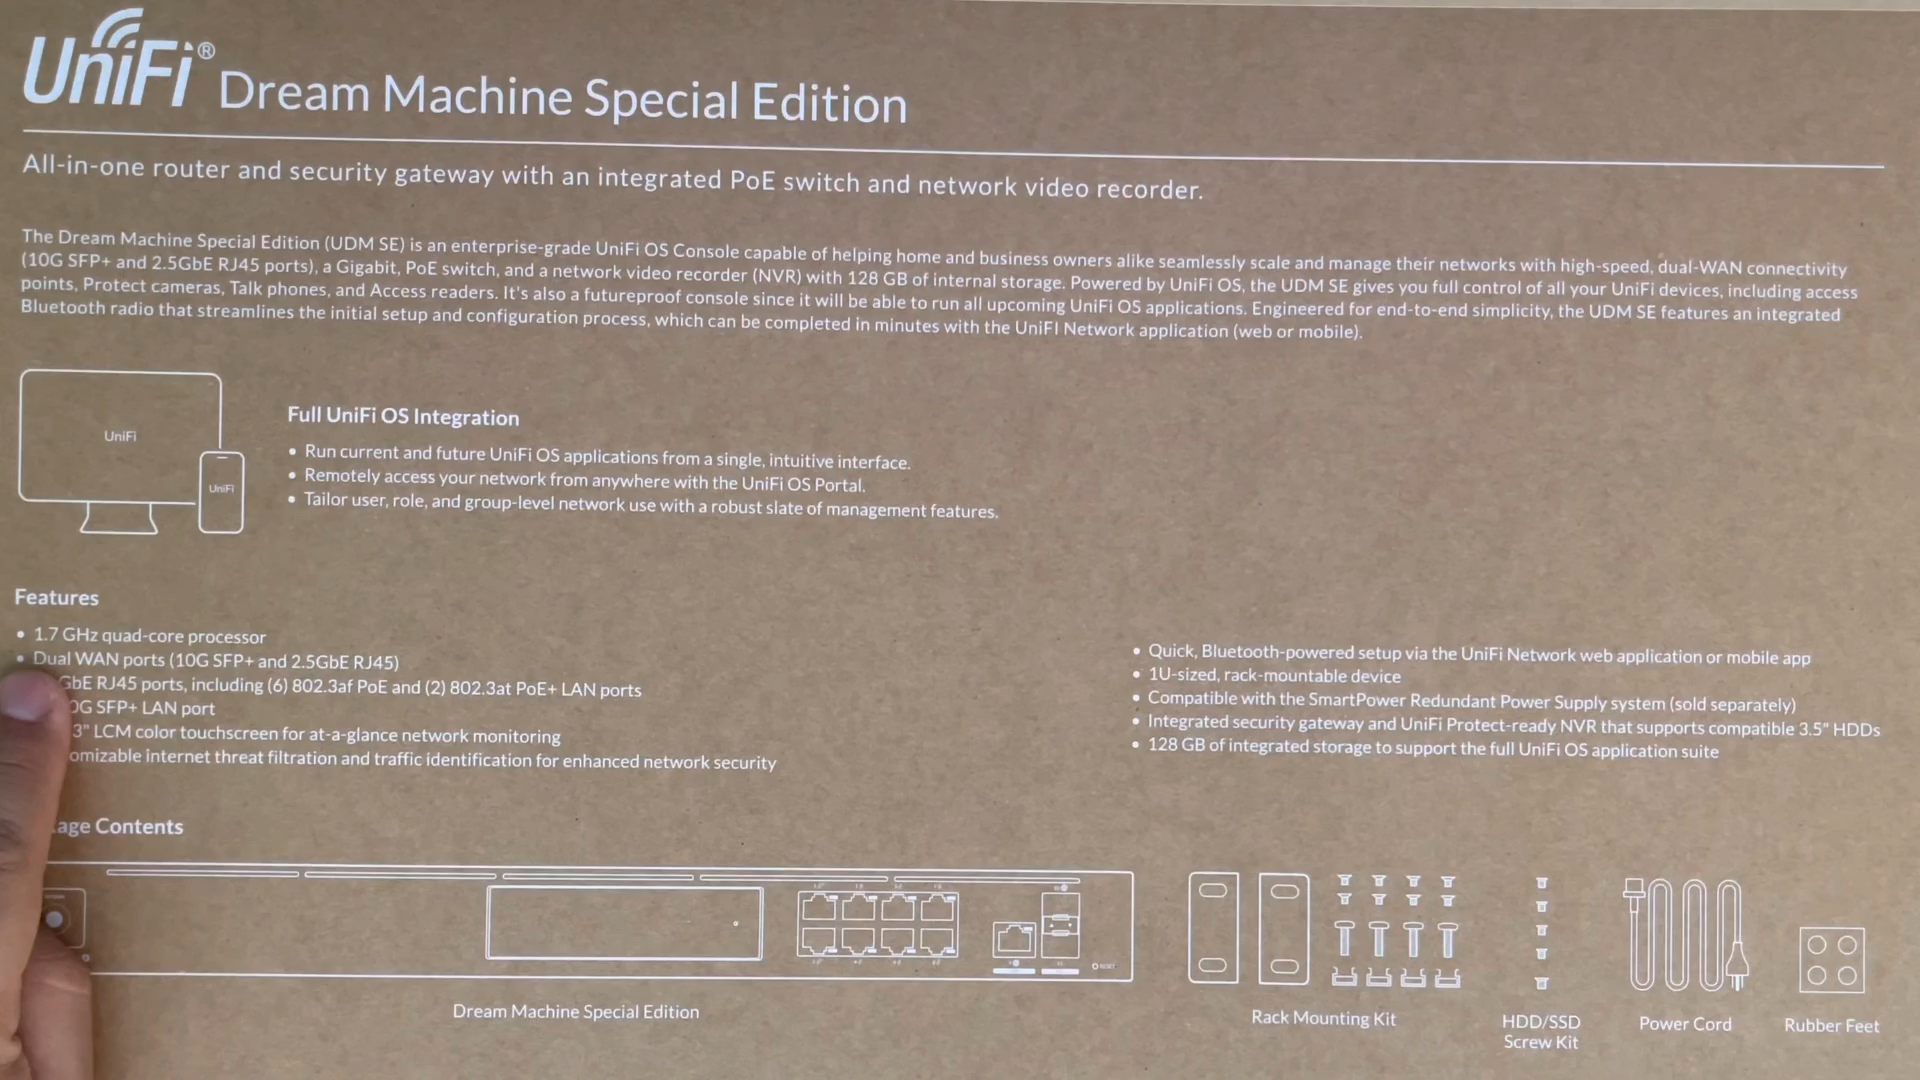 UniFi® Dream Machine Special Edition
All-in-one router and security gateway with an integrated PoE switch and network video recorder.
The Dream Machine Special Edition (UDM SE) is an enterprise-grade UniFi OS Console capable of helping home and business owners alike seamlessly scale and manage their networks with high-speed, dual-WAN connectivity
(10G SFP+ and 2.5GbE RJ45 ports), a Gigabit, PoE switch, and a network video recorder (NVR) with 128 GB of internal storage. Powered by UniFi OS, the UDM SE gives you full control of all your UniFi devices, including access
points, Protect cameras, Talk phones, and Access readers. It's also a futureproof console since it will be able to run all upcoming UniFi OS applications. Engineered for end-to-end simplicity, the UDM SE features an integrated
Bluetooth radio that streamlines the initial setup and configuration process, which can be completed in minutes with the UniFI Network application (web or mobile).
UniFi
UniFi
Full UniFi OS Integration
• Run current and future UniFi OS applications from a single, intuitive interface.
• Remotely access your network from anywhere with the UniFi OS Portal.
• Tailor user, role, and group-level network use with a robust slate of management features.
Features
• 1.7 GHz quad-core processor
• Dual WAN ports (10G SFP+ and 2.5GbE RJ45)
GbE RJ45 ports, including (6) 802.3af PoE and (2) 802.3at PoE+ LAN ports
0G SFP+ LAN port
3" LCM color touchscreen for at-a-glance network monitoring
omizable internet threat filtration and traffic identification for enhanced network security
• Quick, Bluetooth-powered setup via the UniFi Network web application or mobile app
• 1U-sized, rack-mountable device
• Compatible with the SmartPower Redundant Power Supply system (sold separately)
• Integrated security gateway and UniFi Protect-ready NVR that supports compatible 3.5" HDDs
• 128 GB of integrated storage to support the full UniFi OS application suite
age Contents
RESET
Dream Machine Special Edition
Rack Mounting Kit
HDD/SSD
Screw Kit
Power Cord
Rubber Feet